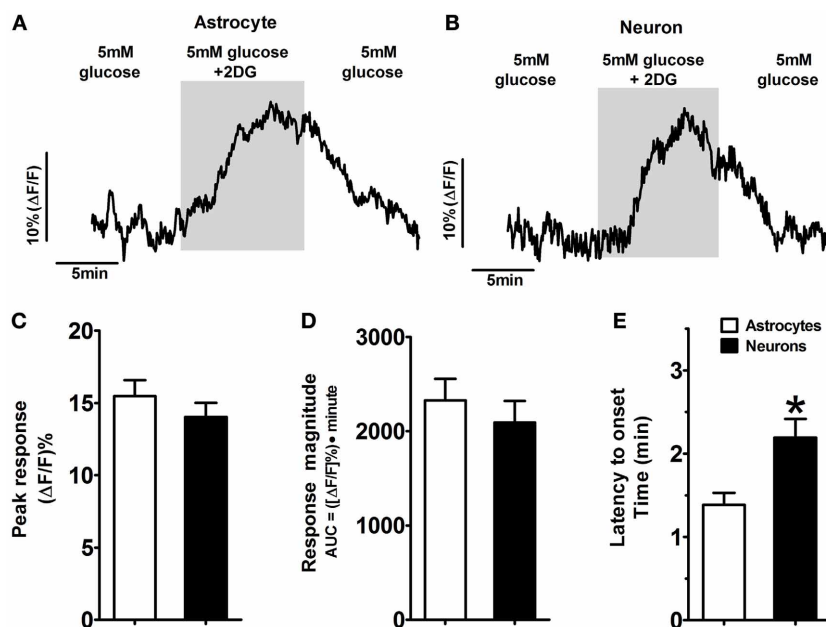 A
Astrocyte
5mM
glucose
5mM glucose
+2DG
5mM
glucose
10% (ΔF/F)
5min
B
Neuron
5mM
glucose
5mM glucose
+ 2DG
5mM
glucose
10% (ΔF/F)
5min
C
Peak response
(ΔF/F)%
20
15
10
5
0
D
Response magnitude
AUC = ([ΔF/F]%) • minute
3000
2000
1000
0
E
Astrocytes
Neurons
Latency to onset
Time (min)
3
2
1
0
*